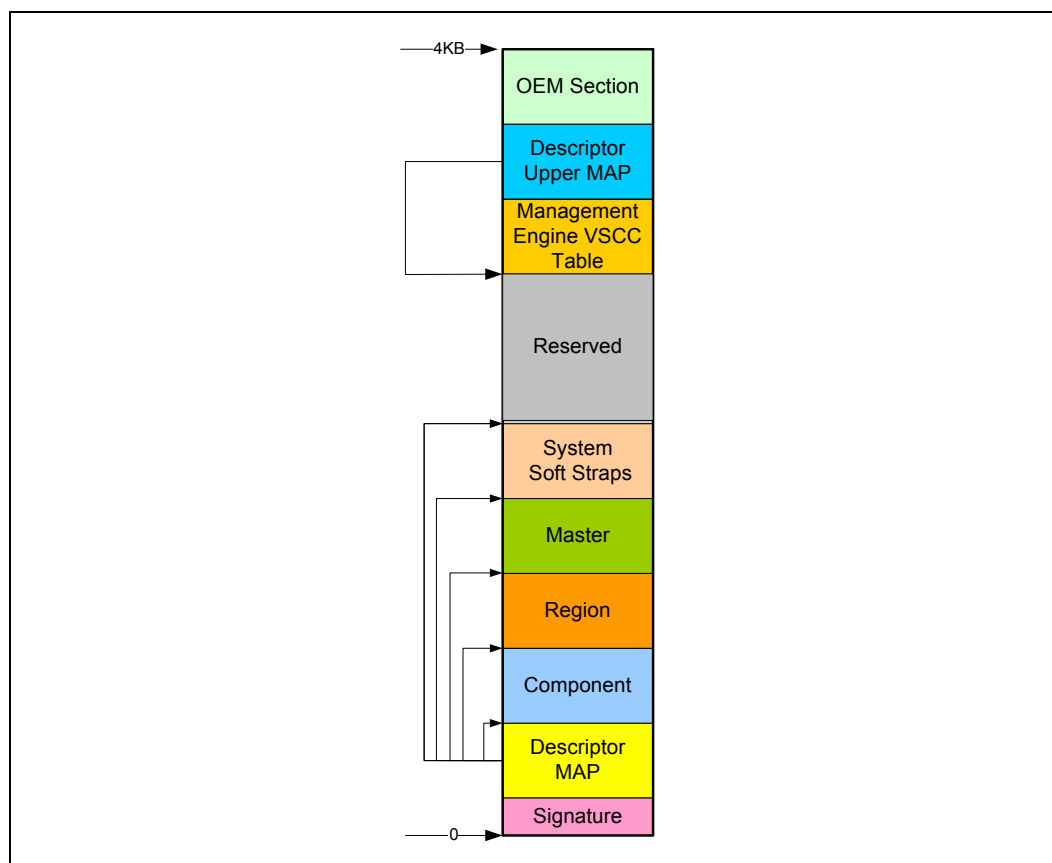 4KB
OEM Section
Descriptor
Upper MAP
Management
Engine VSCC
Table
Reserved
System
Soft Straps
Master
Region
Component
Descriptor
MAP
Signature
0